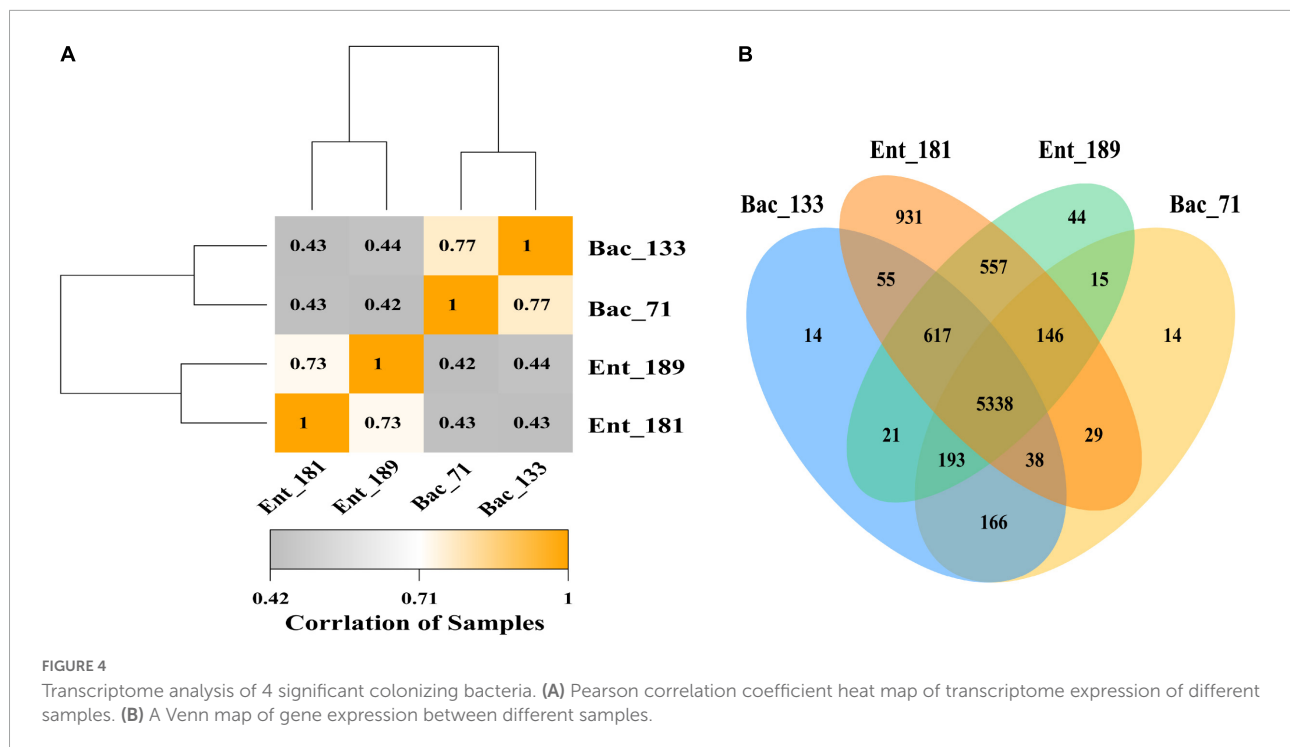 A
0.43 0.44 0.77 1 Bac_133
0.43 0.42 1 0.77 Bac_71
0.73 1 0.42 0.44 Ent_189
1 0.73 0.43 0.43 Ent_181
Ent_181 Ent_189 Bac_71 Bac_133
0.42 0.71 1
Corrlation of Samples
B
Ent_181 Ent_189
Bac_133 Bac_71
931 44
55 557 15
14 617 146 14
5338
21 193 38 29
166
FIGURE 4
Transcriptome analysis of 4 significant colonizing bacteria. (A) Pearson correlation coefficient heat map of transcriptome expression of different
samples. (B) A Venn map of gene expression between different samples.